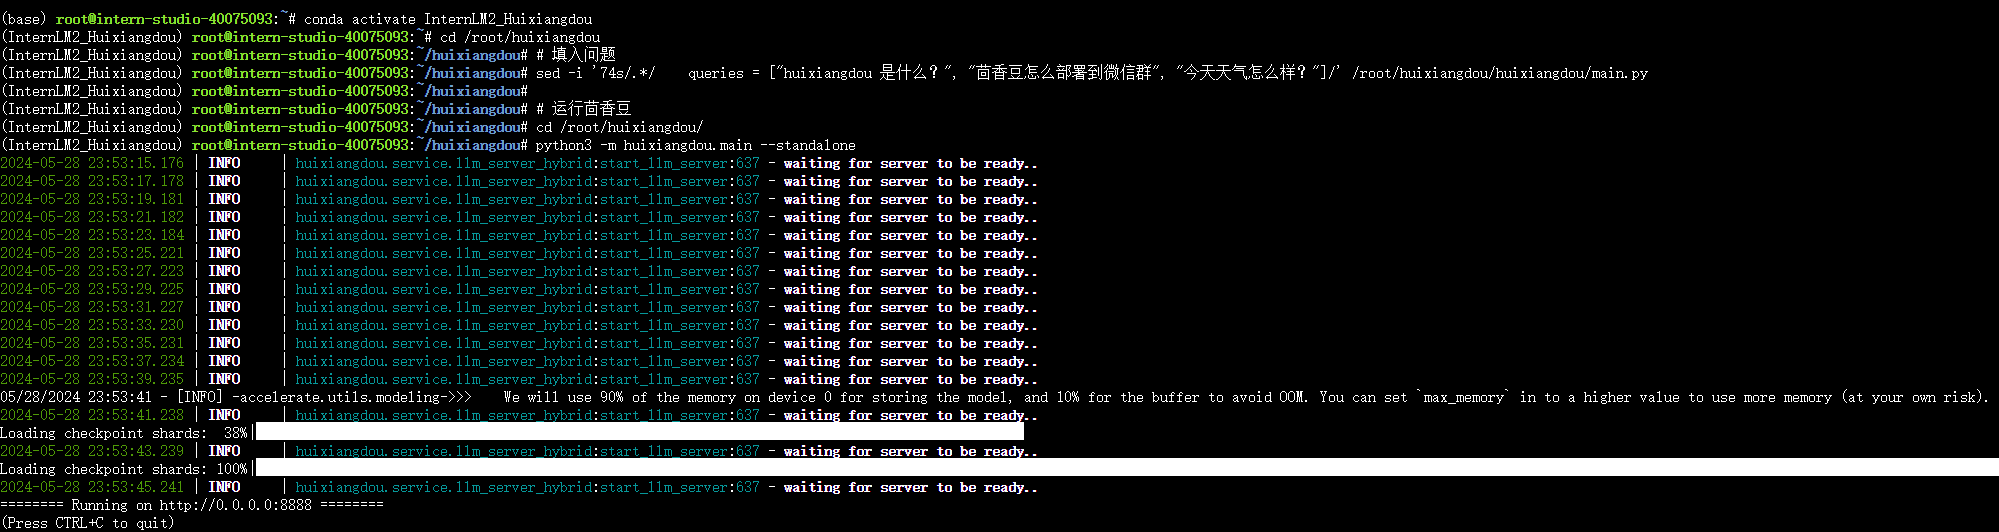 (base) root@intern-studio-40075093:~# conda activate InternLM2_Huixiangdou
(InternLM2_Huixiangdou) root@intern-studio-40075093:~# cd /root/huixiangdou
(InternLM2_Huixiangdou) root@intern-studio-40075093:~/huixiangdou# # 填入问题
(InternLM2_Huixiangdou) root@intern-studio-40075093:~/huixiangdou# sed -i '74s/.*/    queries = ["huixiangdou 是什么？", "茴香豆怎么部署到微信群", "今天天气怎么样？"]/' /root/huixiangdou/huixiangdou/main.py
(InternLM2_Huixiangdou) root@intern-studio-40075093:~/huixiangdou#
(InternLM2_Huixiangdou) root@intern-studio-40075093:~/huixiangdou# # 运行茴香豆
(InternLM2_Huixiangdou) root@intern-studio-40075093:~/huixiangdou# cd /root/huixiangdou/
(InternLM2_Huixiangdou) root@intern-studio-40075093:~/huixiangdou# python3 -m huixiangdou.main --standalone
2024-05-28 23:53:15.176 | INFO     | huixiangdou.service.llm_server_hybrid:start_llm_server:637 - waiting for server to be ready..
2024-05-28 23:53:17.178 | INFO     | huixiangdou.service.llm_server_hybrid:start_llm_server:637 - waiting for server to be ready..
2024-05-28 23:53:19.181 | INFO     | huixiangdou.service.llm_server_hybrid:start_llm_server:637 - waiting for server to be ready..
2024-05-28 23:53:21.182 | INFO     | huixiangdou.service.llm_server_hybrid:start_llm_server:637 - waiting for server to be ready..
2024-05-28 23:53:23.184 | INFO     | huixiangdou.service.llm_server_hybrid:start_llm_server:637 - waiting for server to be ready..
2024-05-28 23:53:25.221 | INFO     | huixiangdou.service.llm_server_hybrid:start_llm_server:637 - waiting for server to be ready..
2024-05-28 23:53:27.223 | INFO     | huixiangdou.service.llm_server_hybrid:start_llm_server:637 - waiting for server to be ready..
2024-05-28 23:53:29.225 | INFO     | huixiangdou.service.llm_server_hybrid:start_llm_server:637 - waiting for server to be ready..
2024-05-28 23:53:31.227 | INFO     | huixiangdou.service.llm_server_hybrid:start_llm_server:637 - waiting for server to be ready..
2024-05-28 23:53:33.230 | INFO     | huixiangdou.service.llm_server_hybrid:start_llm_server:637 - waiting for server to be ready..
2024-05-28 23:53:35.231 | INFO     | huixiangdou.service.llm_server_hybrid:start_llm_server:637 - waiting for server to be ready..
2024-05-28 23:53:37.234 | INFO     | huixiangdou.service.llm_server_hybrid:start_llm_server:637 - waiting for server to be ready..
2024-05-28 23:53:39.235 | INFO     | huixiangdou.service.llm_server_hybrid:start_llm_server:637 - waiting for server to be ready..
05/28/2024 23:53:41 - [INFO] -accelerate.utils.modeling->>>    We will use 90% of the memory on device 0 for storing the model, and 10% for the buffer to avoid OOM. You can set `max_memory` in to a higher value to use more memory (at your own risk).
2024-05-28 23:53:41.238 | INFO     | huixiangdou.service.llm_server_hybrid:start_llm_server:637 - waiting for server to be ready..
Loading checkpoint shards:  38%|
2024-05-28 23:53:43.239 | INFO     | huixiangdou.service.llm_server_hybrid:start_llm_server:637 - waiting for server to be ready..
Loading checkpoint shards: 100%|
2024-05-28 23:53:45.241 | INFO     | huixiangdou.service.llm_server_hybrid:start_llm_server:637 - waiting for server to be ready..
======== Running on http://0.0.0.0:8888 ========
(Press CTRL+C to quit)